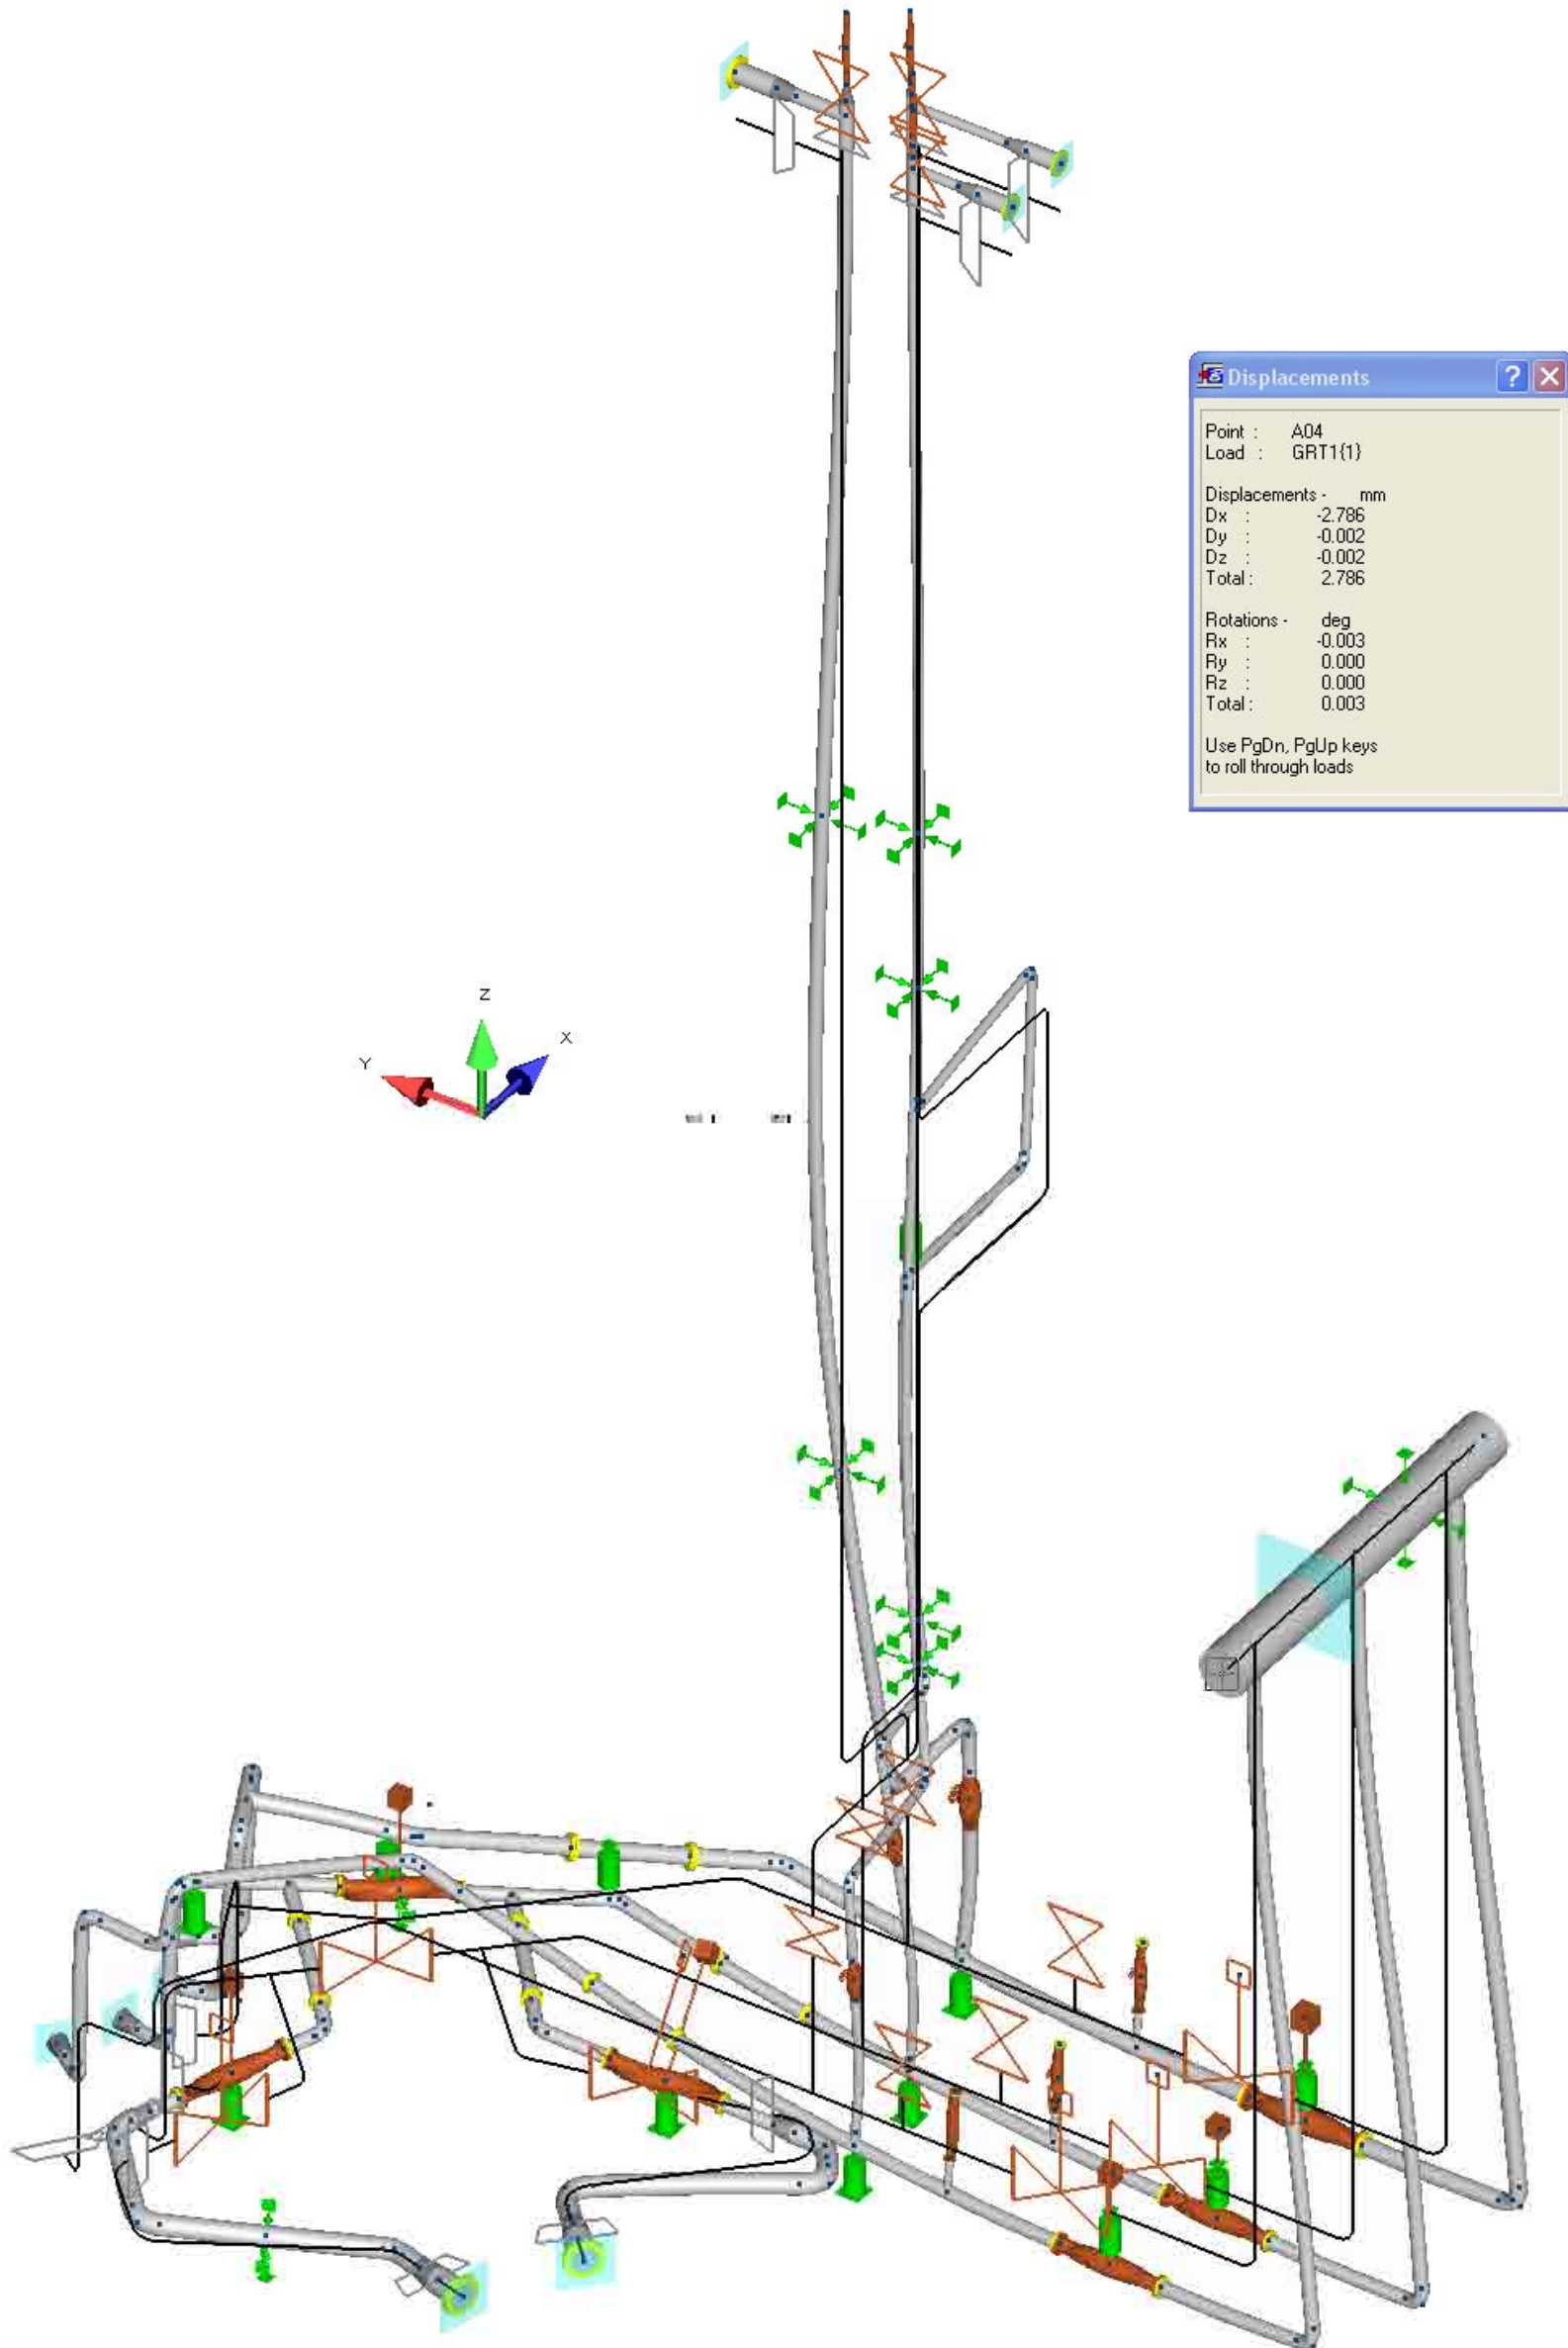 Displacements
Point : A04
Load : GRT1{1}
Displacements - mm
Dx : -2.786
Dy : -0.002
Dz : -0.002
Total : 2.786
Rotations - deg
Rx : -0.003
Ry : 0.000
Rz : 0.000
Total : 0.003
Use PgDn, PgUp keys
to roll through loads
Z
X
Y